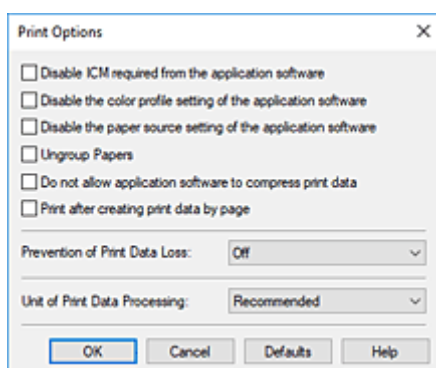 Print Options
Disable ICM required from the application software
Disable the color profile setting of the application software
Disable the paper source setting of the application software
Ungroup Papers
Do not allow application software to compress print data
Print after creating print data by page
Prevention of Print Data Loss: Off
Unit of Print Data Processing: Recommended
OK Cancel Defaults Help